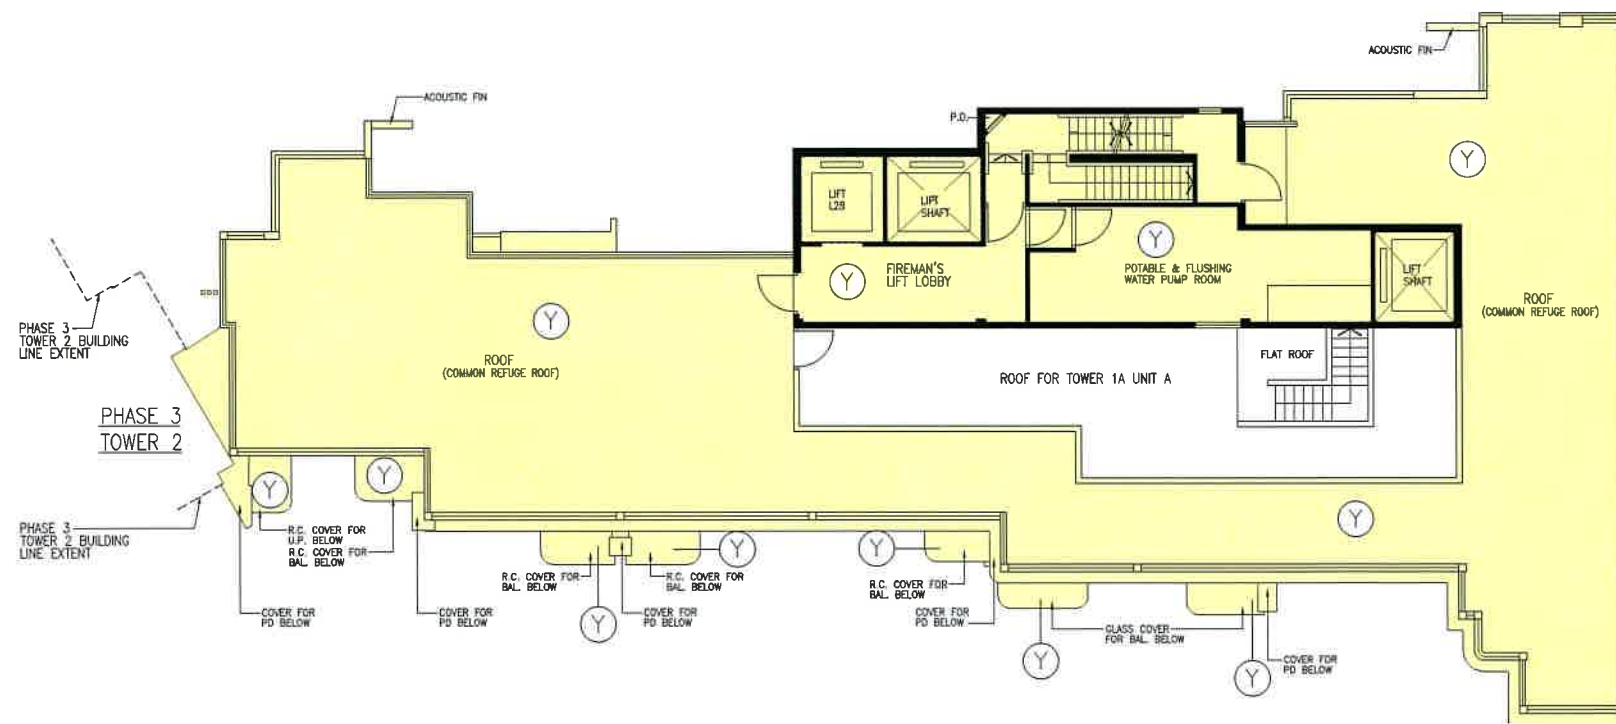 ACOUSTIC FIN
ACOUSTIC FIN
P.D.
Y
LIFT
L29
LIFT
SHAFT
Y
FIREMAN'S
LIFT LOBBY
Y
POTABLE & FLUSHING
WATER PUMP ROOM
LIFT
SHAFT
ROOF
(COMMON REFUGE ROOF)
Y
PHASE 3
TOWER 2 BUILDING
LINE EXTENT
ROOF
(COMMON REFUGE ROOF)
FLAT ROOF
ROOF FOR TOWER 1A UNIT A
PHASE 3
TOWER 2
Y
Y
Y
PHASE 3
TOWER 2 BUILDING
LINE EXTENT
R.C. COVER FOR
U.P. BELOW
R.C. COVER FOR
BAL. BELOW
Y
Y
R.C. COVER FOR
BAL. BELOW
R.C. COVER FOR
BAL. BELOW
R.C. COVER FOR
BAL. BELOW
COVER FOR
PD BELOW
COVER FOR
PD BELOW
COVER FOR
PD BELOW
COVER FOR
PD BELOW
Y
GLASS COVER
FOR BAL. BELOW
Y
Y
COVER FOR
PD BELOW